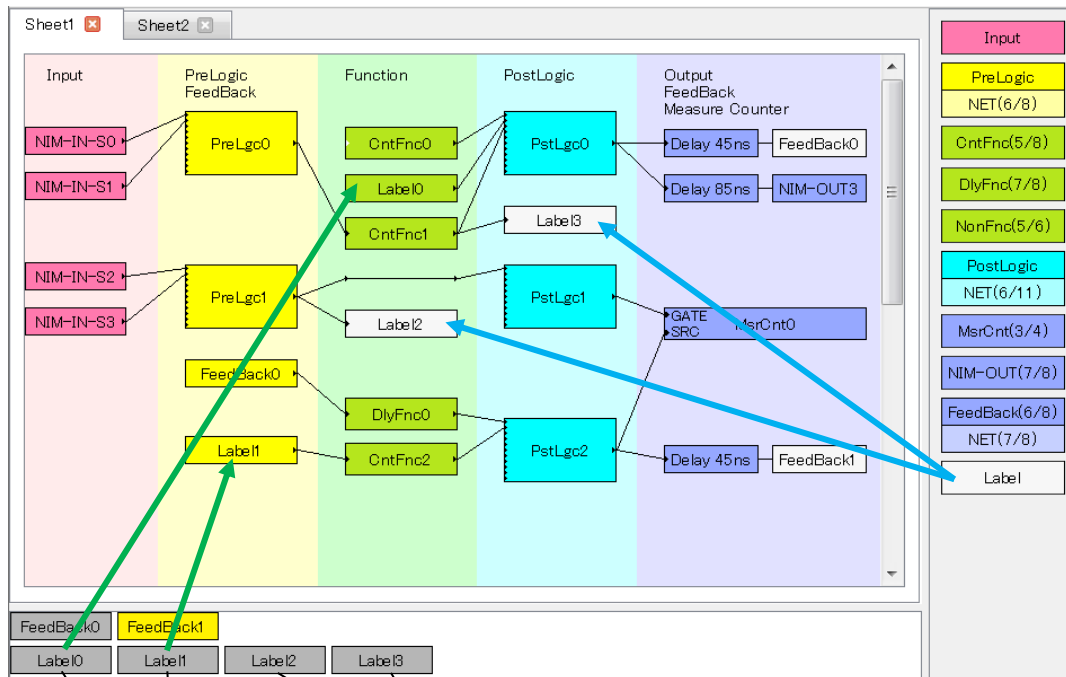 Sheet1
Sheet2
Input
PreLogic
FeedBack
Function
PostLogic
Output
FeedBack
Measure Counter
NIM-IN-S0
NIM-IN-S1
NIM-IN-S2
NIM-IN-S3
PreLgc0
PreLgc1
FeedBack0
Label1
CntFnc0
Label0
CntFnc1
Label2
DlyFnc0
CntFnc2
PstLgc0
Label3
PstLgc1
PstLgc2
Delay 45ns
FeedBack0
Delay 85ns
NIM-OUT3
GATE
SRC
MsrCnt0
Delay 45ns
FeedBack1
Input
PreLogic
NET(6/8)
CntFnc(5/8)
DlyFnc(7/8)
NonFnc(5/6)
PostLogic
NET(6/11)
MsrCnt(3/4)
NIM-OUT(7/8)
FeedBack(6/8)
NET(7/8)
Label
FeedBack0
FeedBack1
Label0
Label1
Label2
Label3